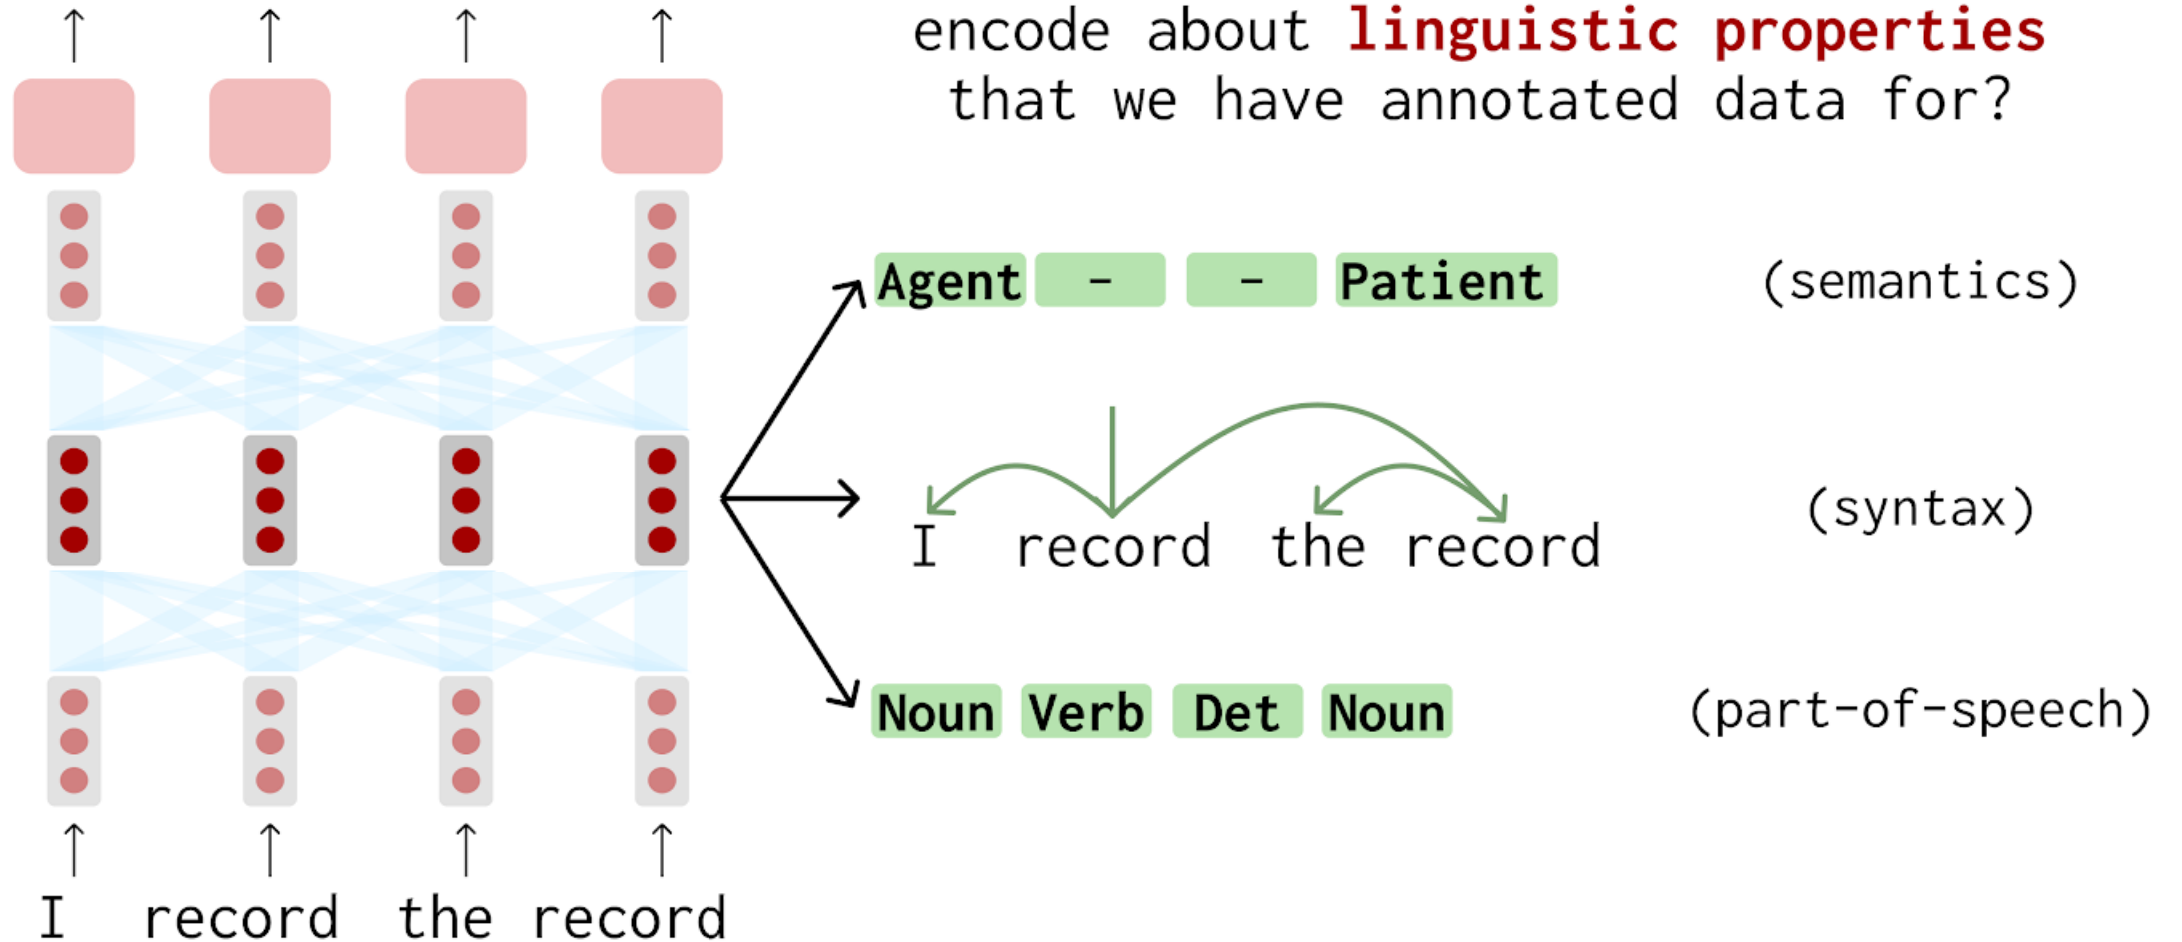 encode about linguistic properties
that we have annotated data for?
Agent - - Patient (semantics)
I record the record (syntax)
Noun Verb Det Noun (part-of-speech)
I record the record